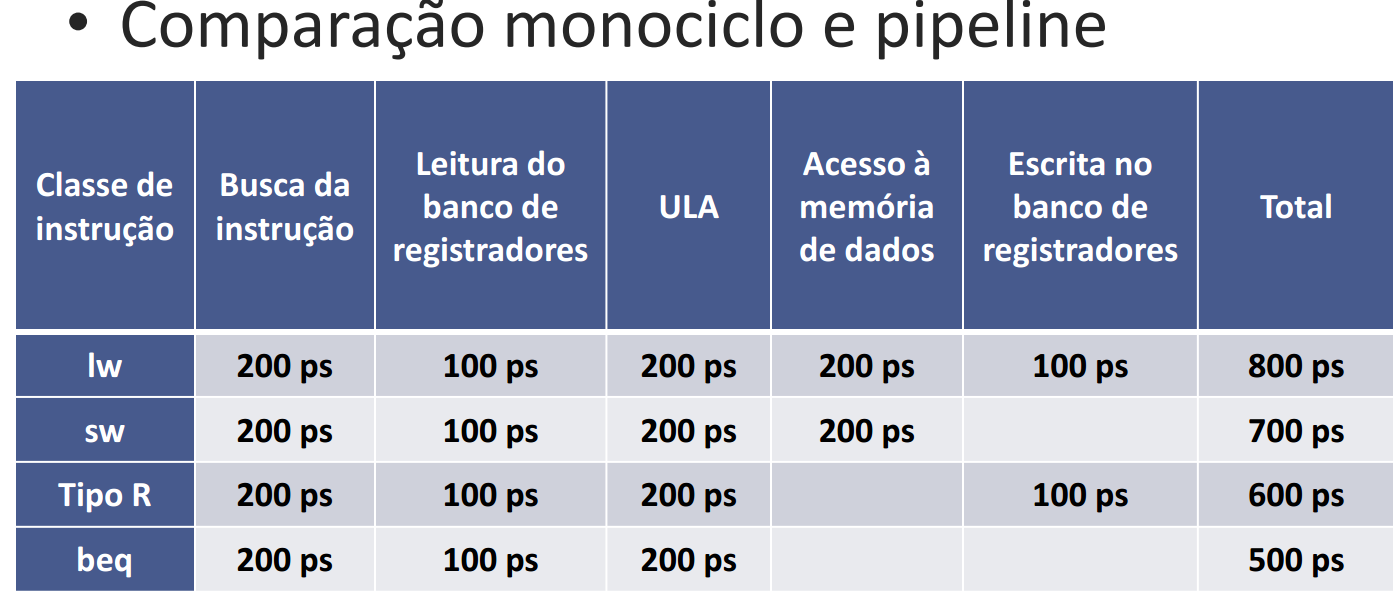 • Comparação monociclo e pipeline
Classe de instrução | Busca da instrução | Leitura do banco de registradores | ULA | Acesso à memória de dados | Escrita no banco de registradores | Total
lw | 200 ps | 100 ps | 200 ps | 200 ps | 100 ps | 800 ps
sw | 200 ps | 100 ps | 200 ps | 200 ps | | 700 ps
Tipo R | 200 ps | 100 ps | 200 ps | | 100 ps | 600 ps
beq | 200 ps | 100 ps | 200 ps | | | 500 ps